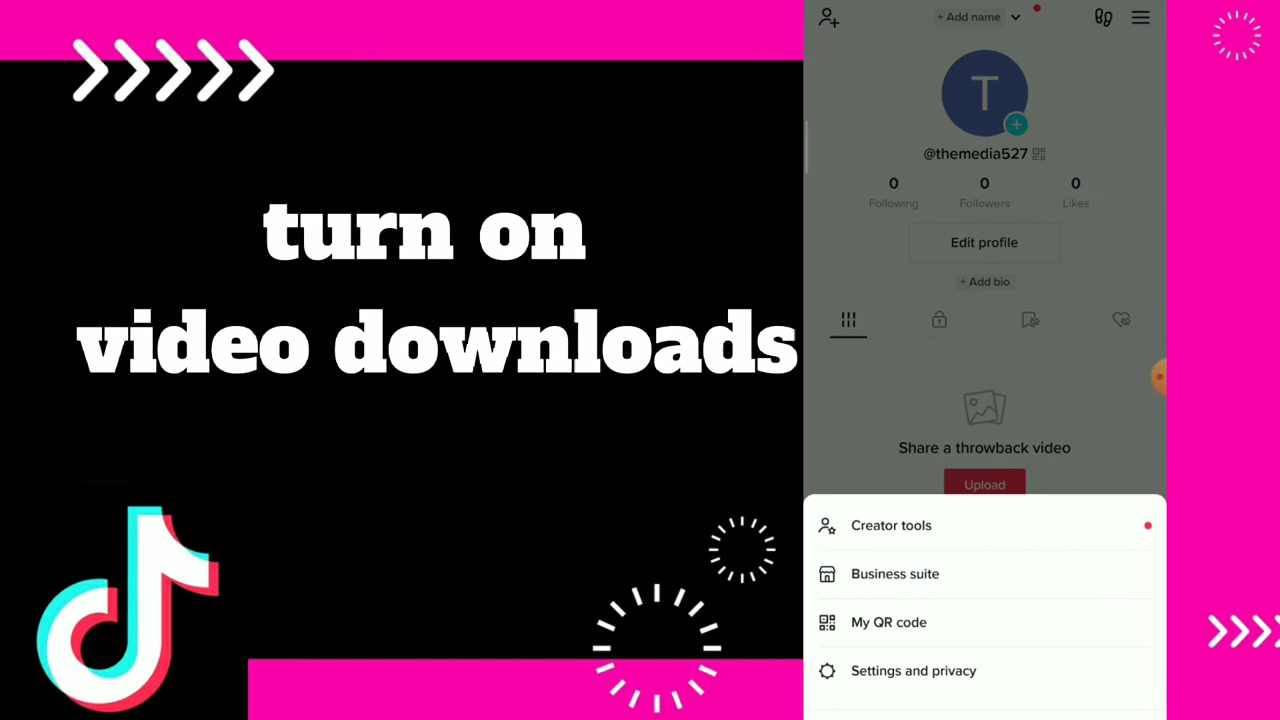 turn on
video downloads
+ Add name
T
@themedia527
0 0 0
Following Followers Likes
Edit profile
+ Add bio
Share a throwback video
Upload
Creator tools
Business suite
My QR code
Settings and privacy